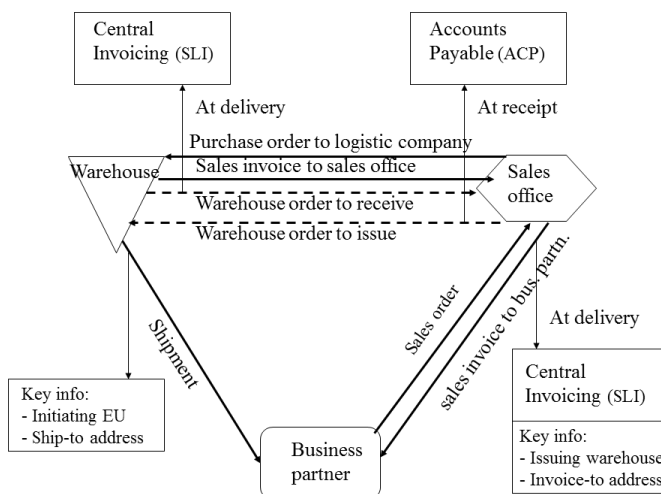 Central
Invoicing (SLI)
Accounts
Payable (ACP)
At delivery
At receipt
Purchase order to logistic company
Warehouse
Sales invoice to sales office
Sales
office
Warehouse order to receive
Warehouse order to issue
Shipment
Sales order
sales invoice to bus. partn.
At delivery
Key info:
- Initiating EU
- Ship-to address
Business
partner
Central
Invoicing (SLI)
Key info:
- Issuing warehouse
- Invoice-to address